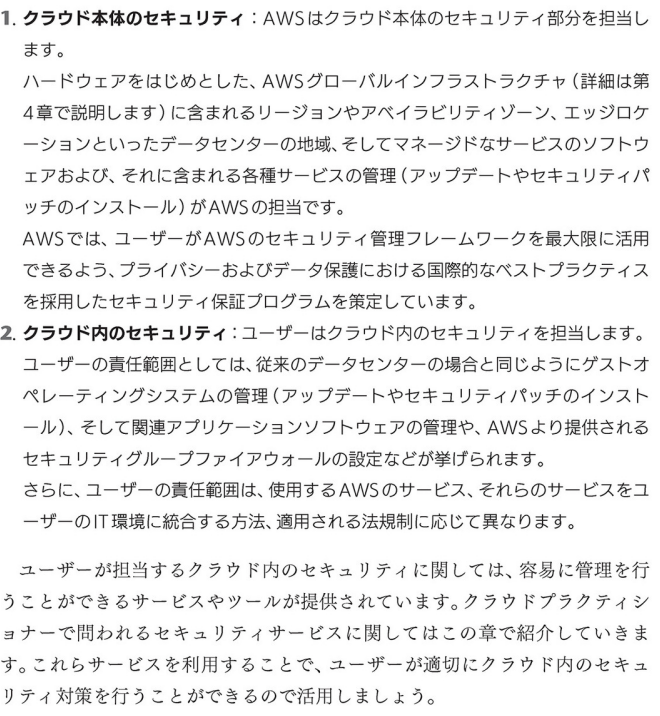 1. クラウド本体のセキュリティ：AWSはクラウド本体のセキュリティ部分を担当し
ます。
ハードウェアをはじめとした、AWSグローバルインフラストラクチャ（詳細は第
4章で説明します）に含まれるリージョンやアベイラビリティゾーン、エッジロケ
ーションといったデータセンターの地域、そしてマネージドなサービスのソフトウ
ェアおよび、それに含まれる各種サービスの管理（アップデートやセキュリティパ
ッチのインストール）がAWSの担当です。
AWSでは、ユーザーがAWSのセキュリティ管理フレームワークを最大限に活用
できるよう、プライバシーおよびデータ保護における国際的なベストプラクティス
を採用したセキュリティ保証プログラムを策定しています。
2. クラウド内のセキュリティ：ユーザーはクラウド内のセキュリティを担当します。
ユーザーの責任範囲としては、従来のデータセンターの場合と同じようにゲストオ
ペレーティングシステムの管理（アップデートやセキュリティパッチのインスト
ール）、そして関連アプリケーションソフトウェアの管理や、AWSより提供される
セキュリティグループファイアウォールの設定などが挙げられます。
さらに、ユーザーの責任範囲は、使用するAWSのサービス、それらのサービスをユ
ーザーのIT環境に統合する方法、適用される法規制に応じて異なります。
ユーザーが担当するクラウド内のセキュリティに関しては、容易に管理を行
うことができるサービスやツールが提供されています。クラウドプラクティシ
ョナーで問われるセキュリティサービスに関してはこの章で紹介していきま
す。これらサービスを利用することで、ユーザーが適切にクラウド内のセキュ
リティ対策を行うことができるので活用しましょう。